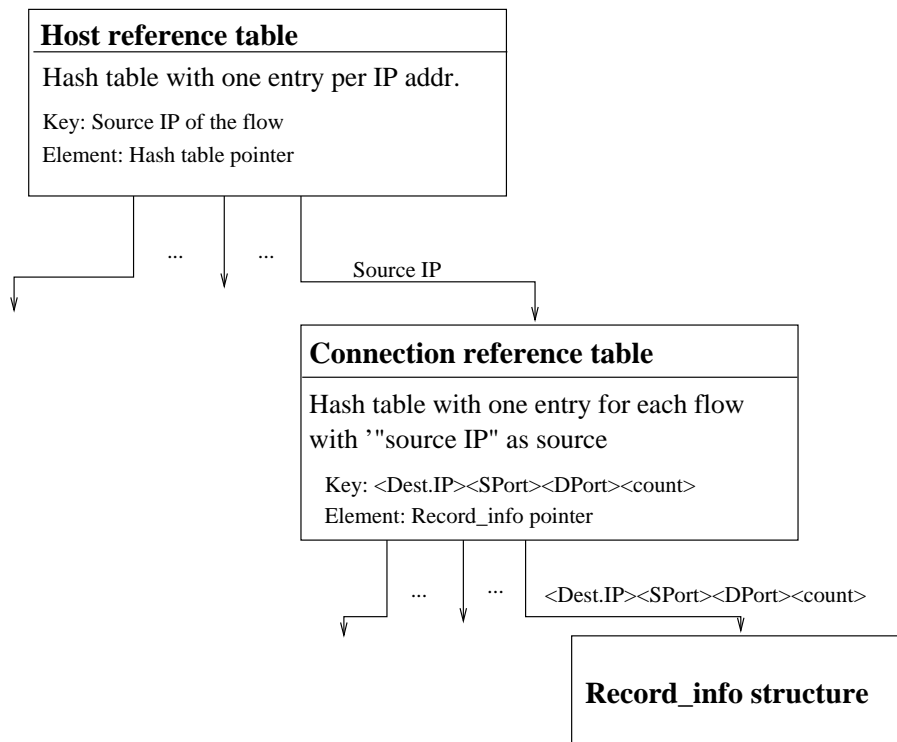 Host reference table
Hash table with one entry per IP addr.
Key: Source IP of the flow
Element: Hash table pointer
...
...
Source IP
Connection reference table
Hash table with one entry for each flow
with '"source IP" as source
Key: <Dest.IP><SPort><DPort><count>
Element: Record_info pointer
...
...
<Dest.IP><SPort><DPort><count>
Record_info structure